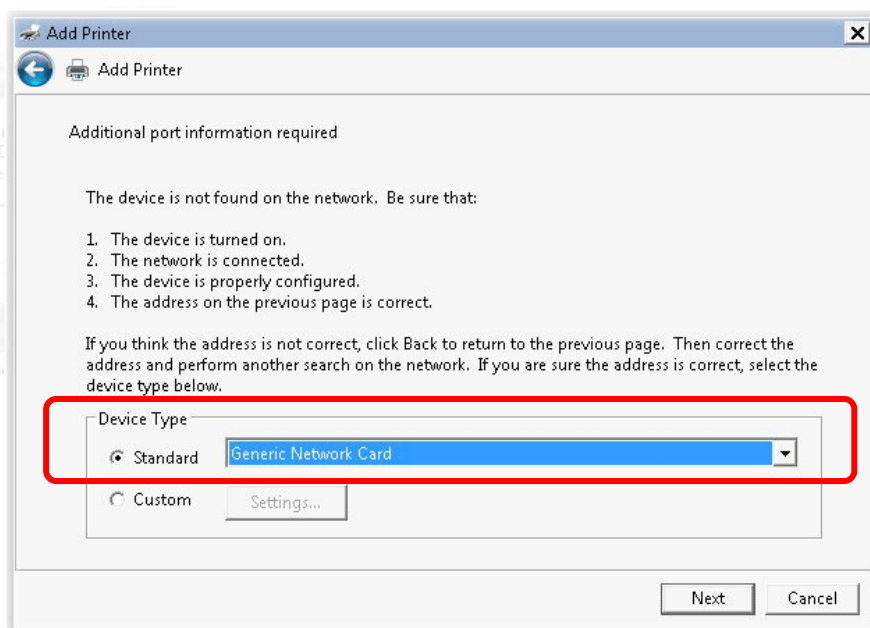 Add Printer
Add Printer
Additional port information required
The device is not found on the network. Be sure that:
1. The device is turned on.
2. The network is connected.
3. The device is properly configured.
4. The address on the previous page is correct.
If you think the address is not correct, click Back to return to the previous page. Then correct the
address and perform another search on the network. If you are sure the address is correct, select the
device type below.
Device Type
Standard Generic Network Card
Custom Settings...
Next Cancel